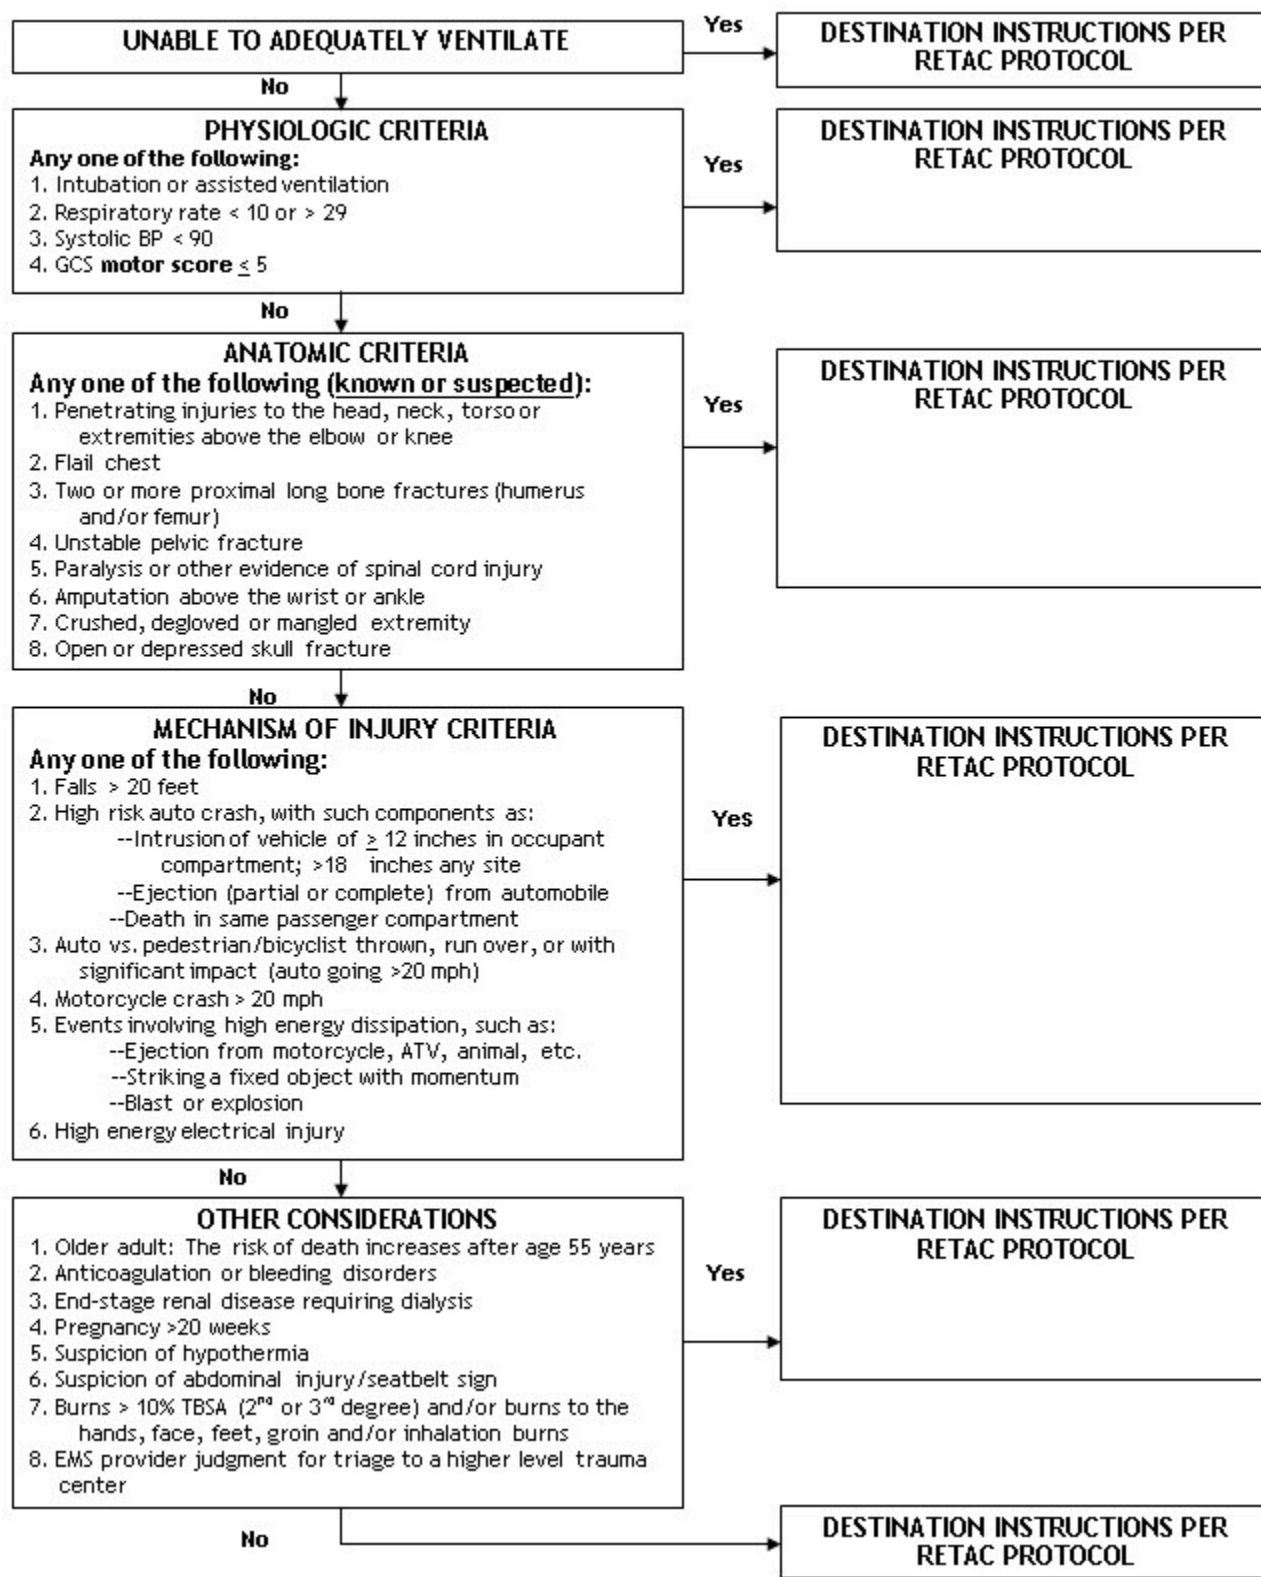 UNABLE TO ADEQUATELY VENTILATE
Yes
DESTINATION INSTRUCTIONS PER
RETAC PROTOCOL
No
PHYSIOLOGIC CRITERIA
Any one of the following:
1. Intubation or assisted ventilation
2. Respiratory rate < 10 or > 29
3. Systolic BP < 90
4. GCS motor score ≤ 5
Yes
DESTINATION INSTRUCTIONS PER
RETAC PROTOCOL
No
ANATOMIC CRITERIA
Any one of the following (known or suspected):
1. Penetrating injuries to the head, neck, torso or
extremities above the elbow or knee
2. Flail chest
3. Two or more proximal long bone fractures (humerus
and/or femur)
4. Unstable pelvic fracture
5. Paralysis or other evidence of spinal cord injury
6. Amputation above the wrist or ankle
7. Crushed, degloved or mangled extremity
8. Open or depressed skull fracture
Yes
DESTINATION INSTRUCTIONS PER
RETAC PROTOCOL
No
MECHANISM OF INJURY CRITERIA
Any one of the following:
1. Falls > 20 feet
2. High risk auto crash, with such components as:
--Intrusion of vehicle of ≥ 12 inches in occupant
compartment; >18 inches any site
--Ejection (partial or complete) from automobile
--Death in same passenger compartment
3. Auto vs. pedestrian/bicyclist thrown, run over, or with
significant impact (auto going >20 mph)
4. Motorcycle crash > 20 mph
5. Events involving high energy dissipation, such as:
--Ejection from motorcycle, ATV, animal, etc.
--Striking a fixed object with momentum
--Blast or explosion
6. High energy electrical injury
Yes
DESTINATION INSTRUCTIONS PER
RETAC PROTOCOL
No
OTHER CONSIDERATIONS
1. Older adult: The risk of death increases after age 55 years
2. Anticoagulation or bleeding disorders
3. End-stage renal disease requiring dialysis
4. Pregnancy >20 weeks
5. Suspicion of hypothermia
6. Suspicion of abdominal injury/seatbelt sign
7. Burns > 10% TBSA (2nd or 3rd degree) and/or burns to the
hands, face, feet, groin and/or inhalation burns
8. EMS provider judgment for triage to a higher level trauma
center
Yes
DESTINATION INSTRUCTIONS PER
RETAC PROTOCOL
No
DESTINATION INSTRUCTIONS PER
RETAC PROTOCOL